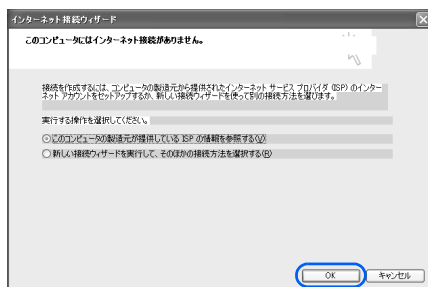 インターネット接続ウィザード
このコンピュータにはインターネット接続がありません。
接続を作成するには、コンピュータの製造元から提供されたインターネット サービス プロバイダ (ISP) のインター
ネット アカウントをセットアップするか、新しい接続ウィザードを使って別の接続方法を選びます。
実行する操作を選択してください。
このコンピュータの製造元が提供している ISP の情報を参照する(V)
新しい接続ウィザードを実行して、そのほかの接続方法を選択する(R)
OK キャンセル